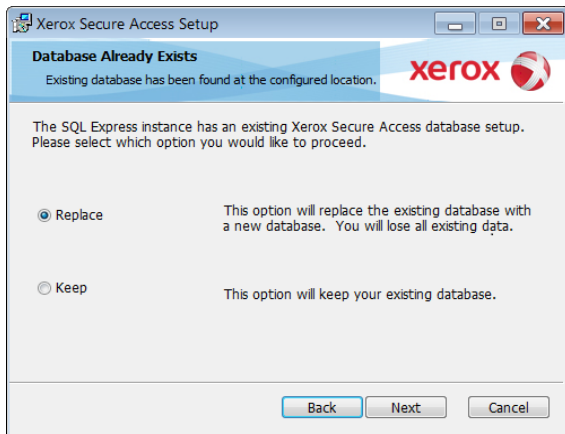 Xerox Secure Access Setup
Database Already Exists
Existing database has been found at the configured location.
xerox
The SQL Express instance has an existing Xerox Secure Access database setup.
Please select which option you would like to proceed.
Replace
This option will replace the existing database with
a new database.  You will lose all existing data.
Keep
This option will keep your existing database.
Back
Next
Cancel